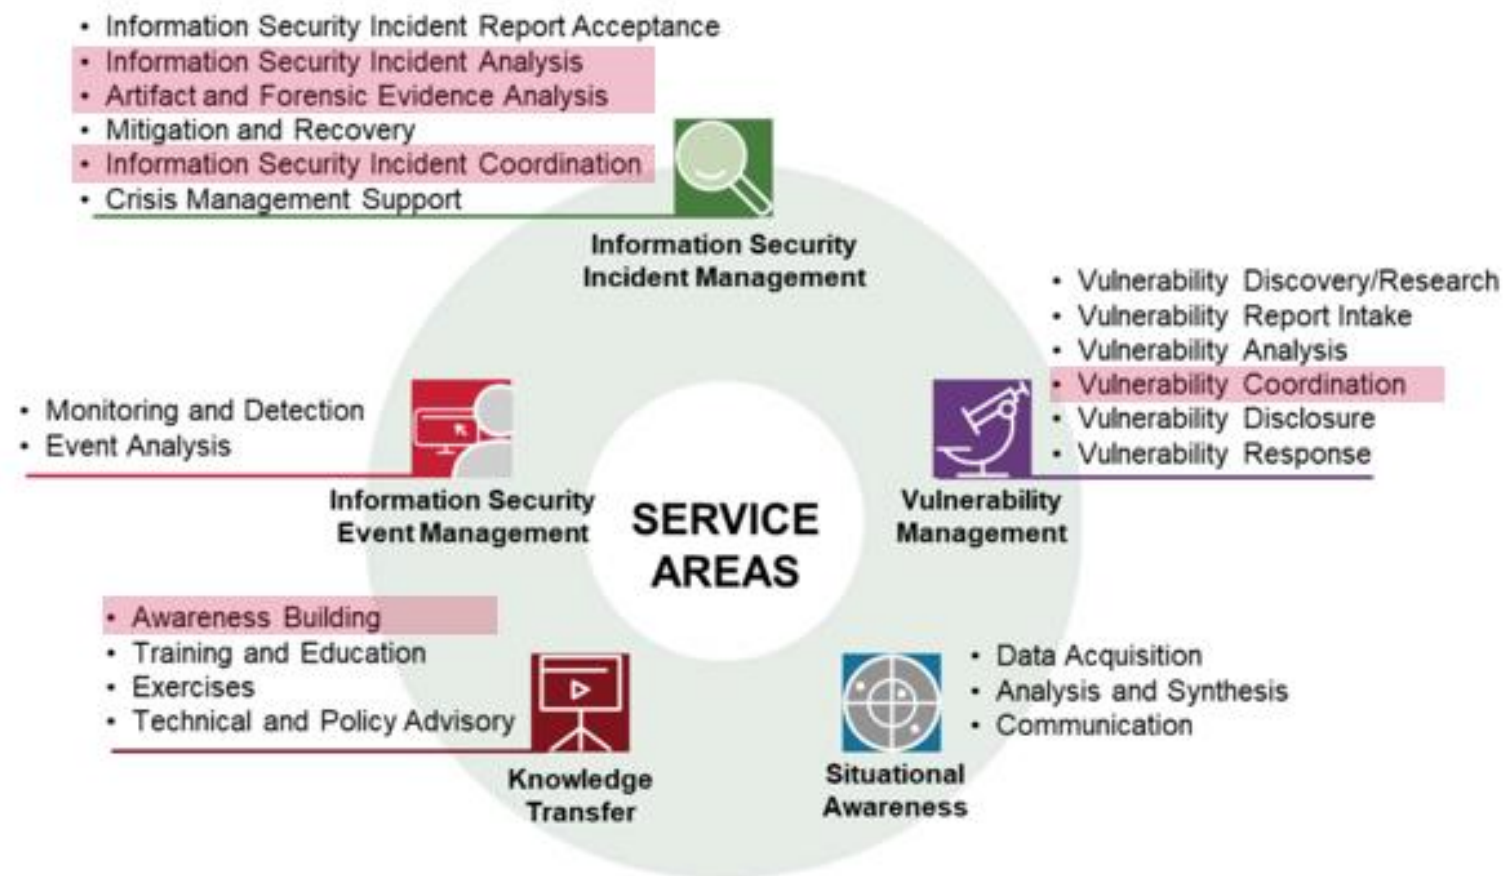 • Information Security Incident Report Acceptance
• Information Security Incident Analysis
• Artifact and Forensic Evidence Analysis
• Mitigation and Recovery
• Information Security Incident Coordination
• Crisis Management Support
Information Security
Incident Management
• Vulnerability Discovery/Research
• Vulnerability Report Intake
• Vulnerability Analysis
• Vulnerability Coordination
• Vulnerability Disclosure
• Vulnerability Response
Vulnerability
Management
• Monitoring and Detection
• Event Analysis
Information Security
Event Management
SERVICE
AREAS
• Awareness Building
• Training and Education
• Exercises
• Technical and Policy Advisory
Knowledge
Transfer
• Data Acquisition
• Analysis and Synthesis
• Communication
Situational
Awareness